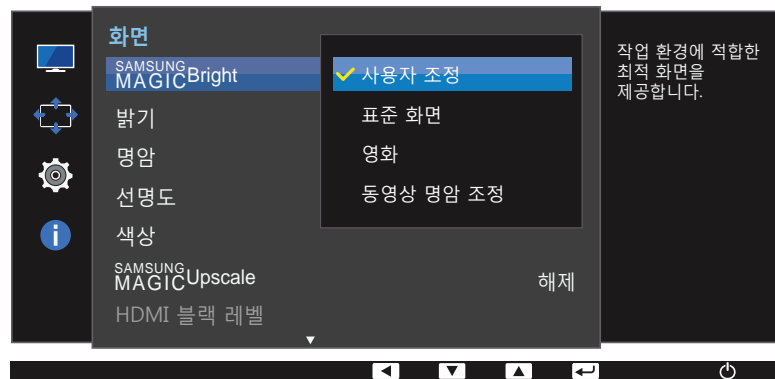 화면
SAMSUNG
MAGICBright
밝기
명암
선명도
색상
SAMSUNG
MAGICUpscale
해제
HDMI 블랙 레벨
사용자 조정
표준 화면
영화
동영상 명암 조정
작업 환경에 적합한
최적 화면을
제공합니다.